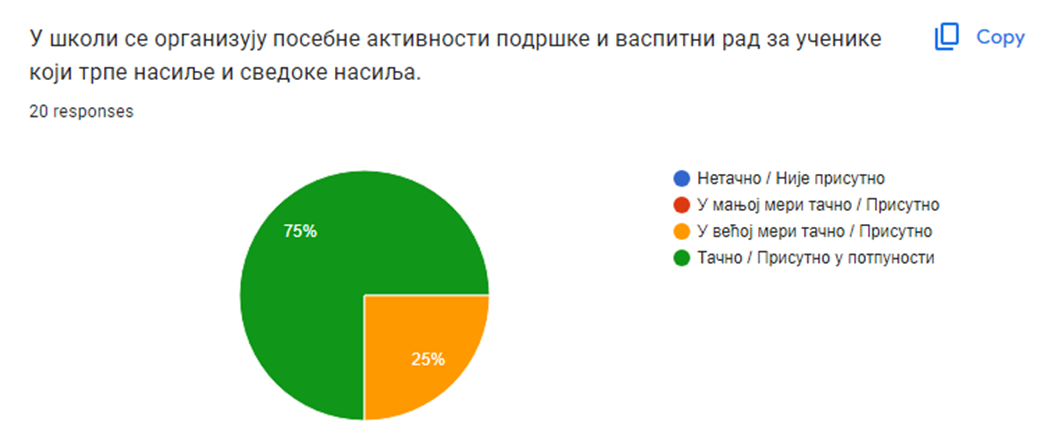 У школи се организују посебне активности подршке и васпитни рад за ученике
који трпе насиље и сведоке насиља.
Copy
20 responses
75%
25%
Нетачно / Није присутно
У мањој мери тачно / Присутно
У већој мери тачно / Присутно
Тачно / Присутно у потпуности